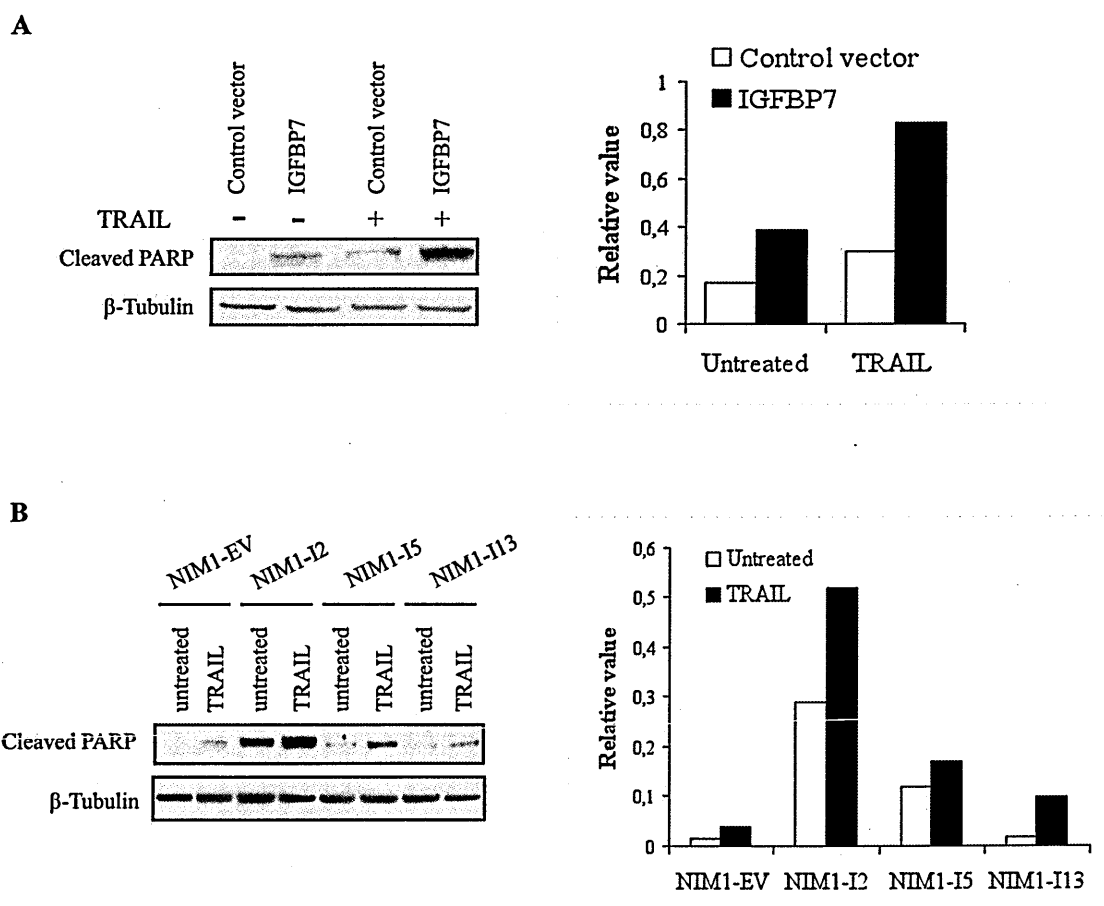 A
Control vector
IGFBP7
Control vector
IGFBP7
TRAIL - - + +
Cleaved PARP
β-Tubulin
Control vector
IGFBP7
Relative value
1
0,8
0,6
0,4
0,2
0
Untreated TRAIL
B
NIM1-EV NIM1-I2 NIM1-I5 NIM1-I13
untreated
TRAIL
untreated
TRAIL
untreated
TRAIL
untreated
TRAIL
Cleaved PARP
β-Tubulin
Untreated
TRAIL
Relative value
0,6
0,5
0,4
0,3
0,2
0,1
0
NIM1-EV NIM1-I2 NIM1-I5 NIM1-I13